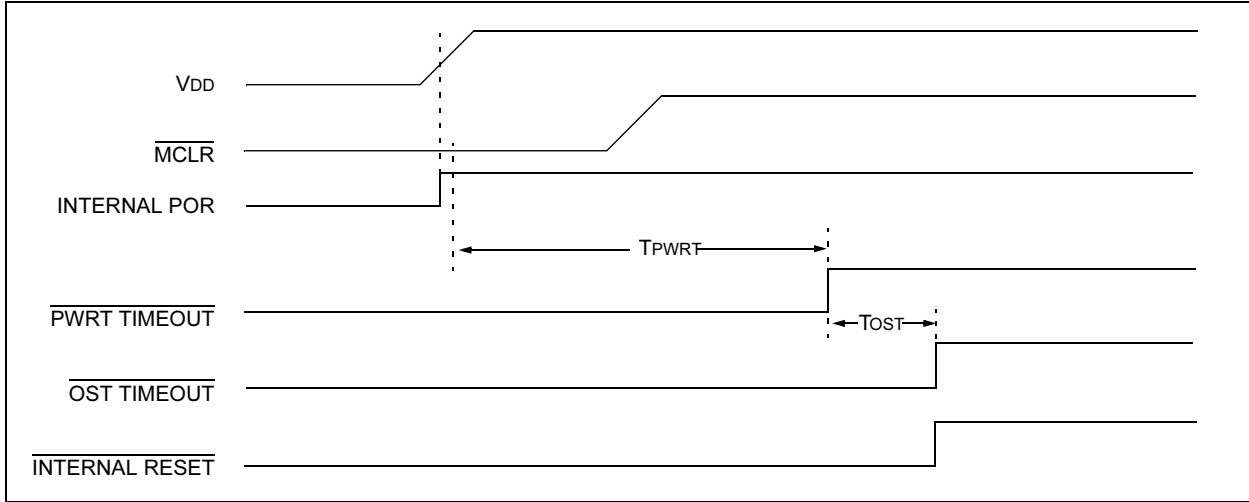 VDD
MCLR
INTERNAL POR
TPWRT
PWRT TIMEOUT
TOST
OST TIMEOUT
INTERNAL RESET